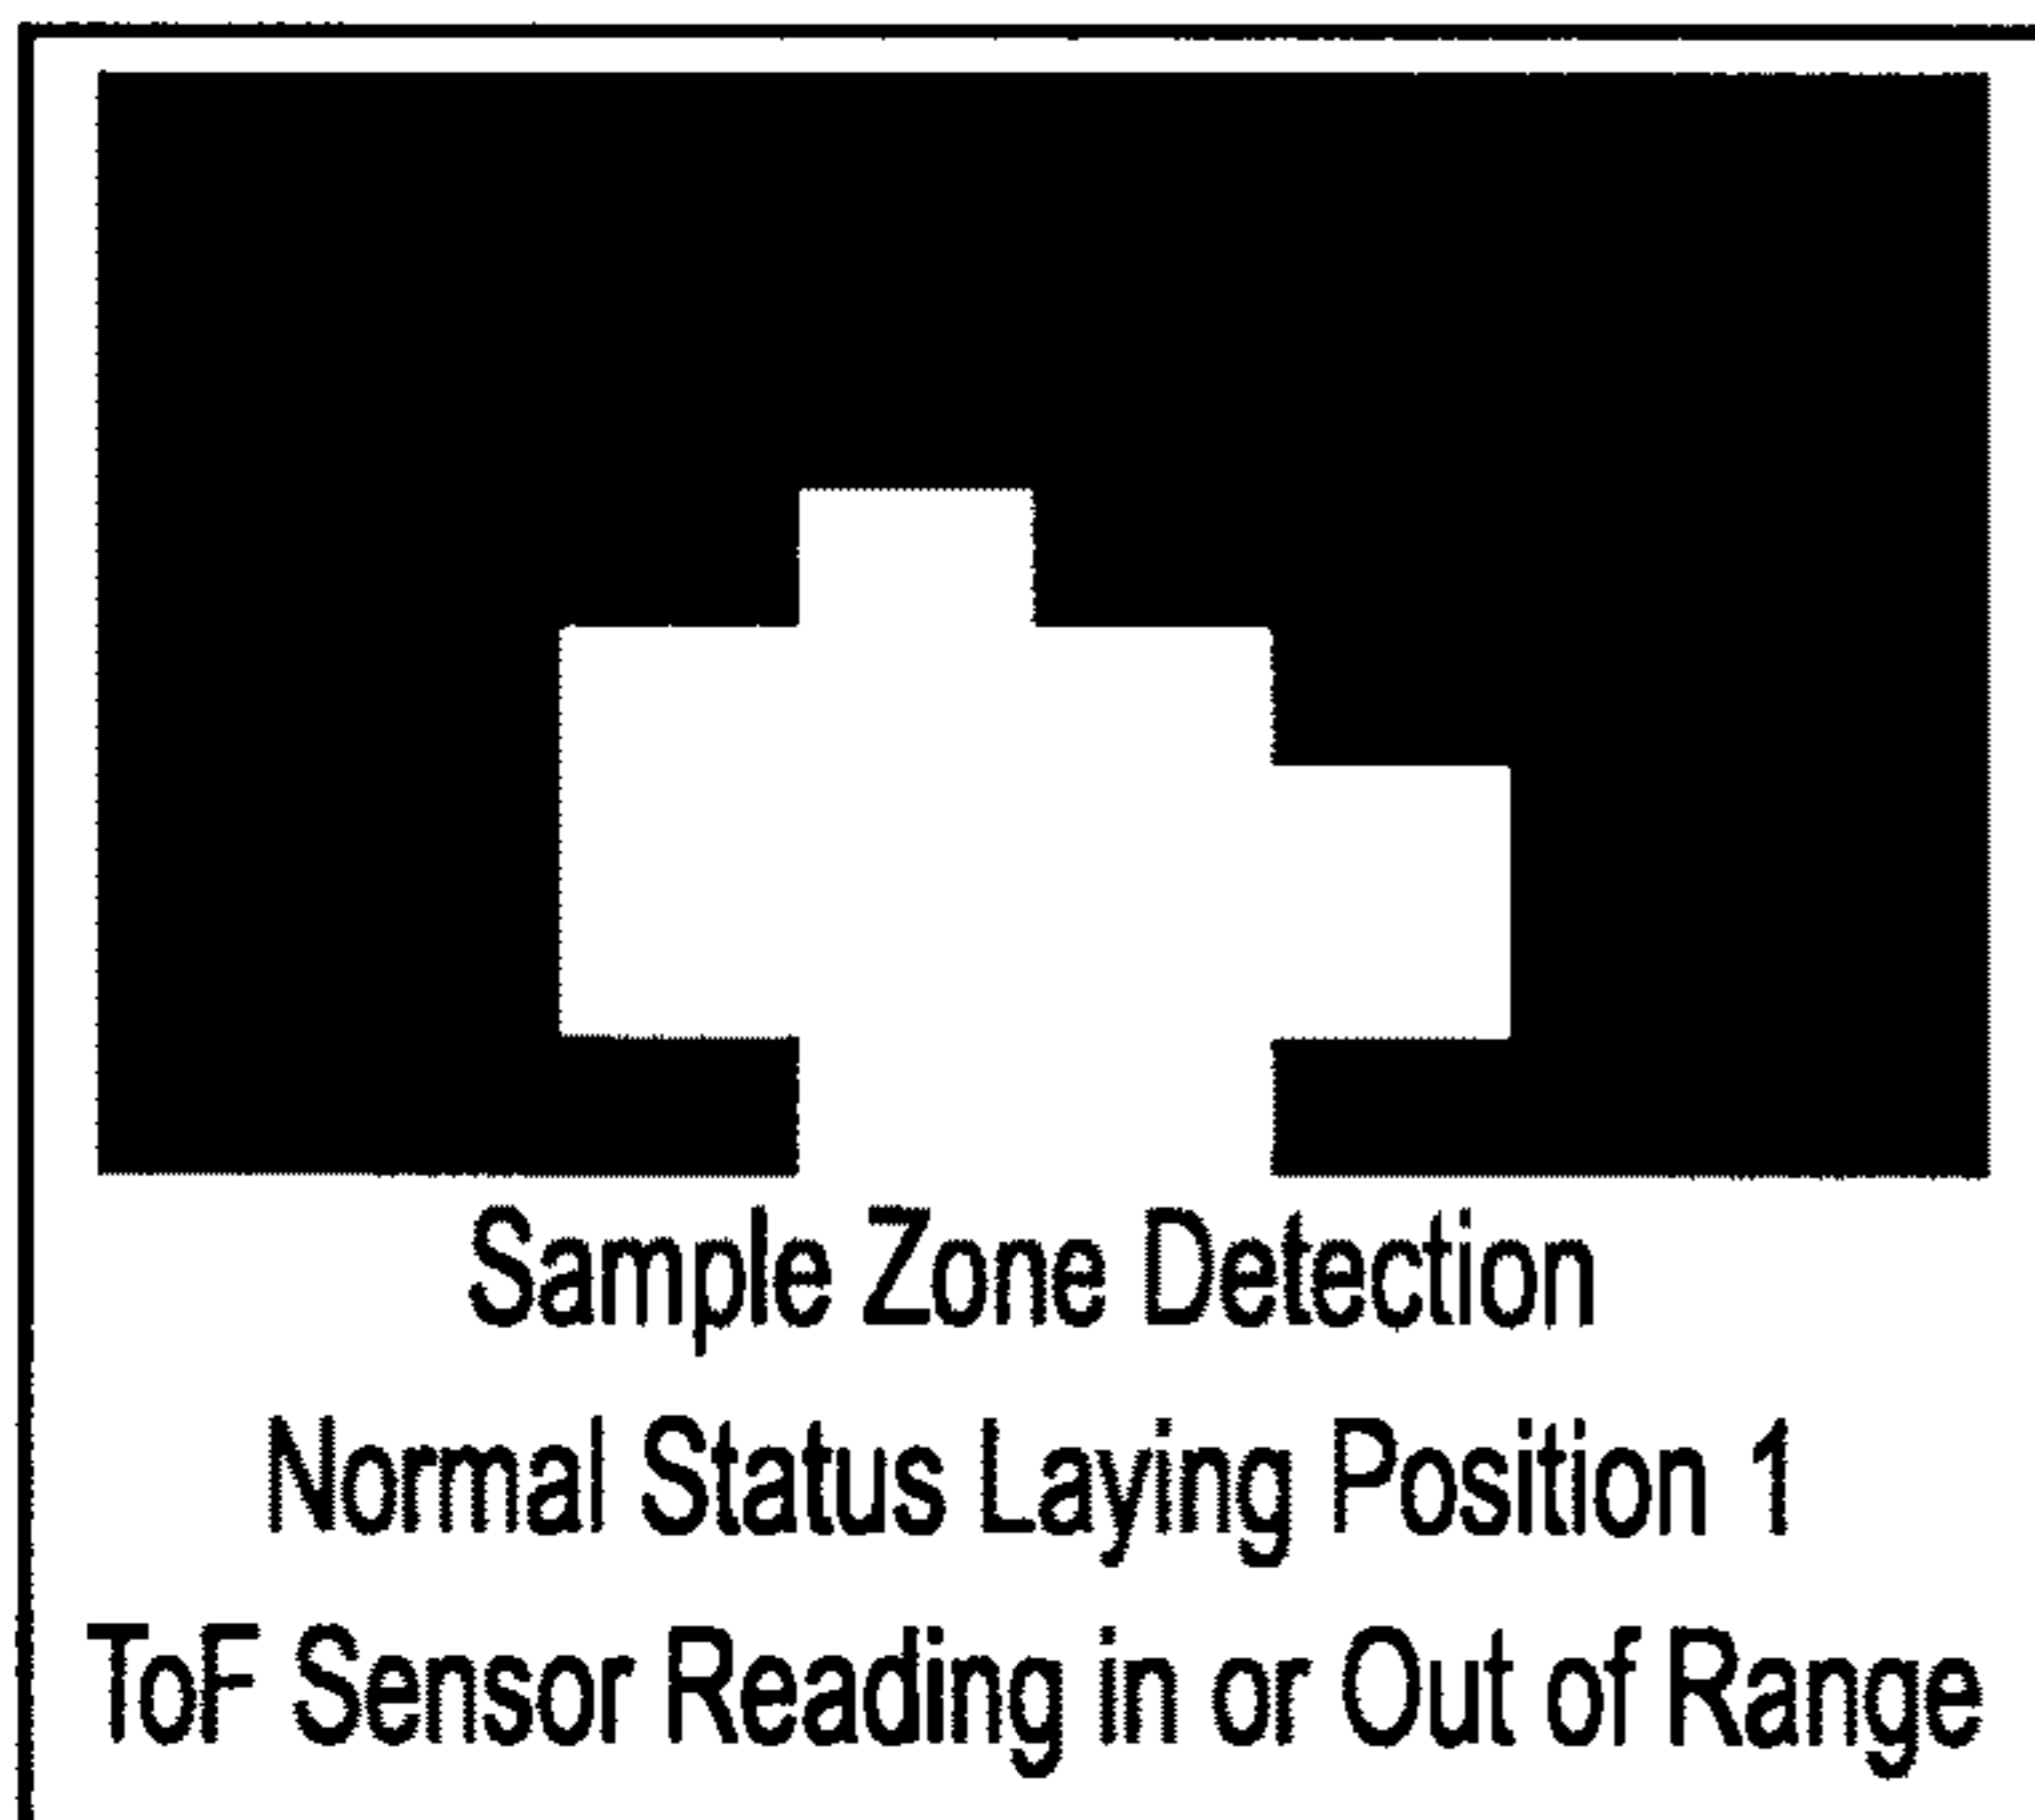 Sample Zone Detection
Normal Status Laying Position 1
ToF Sensor Reading in or Out of Range